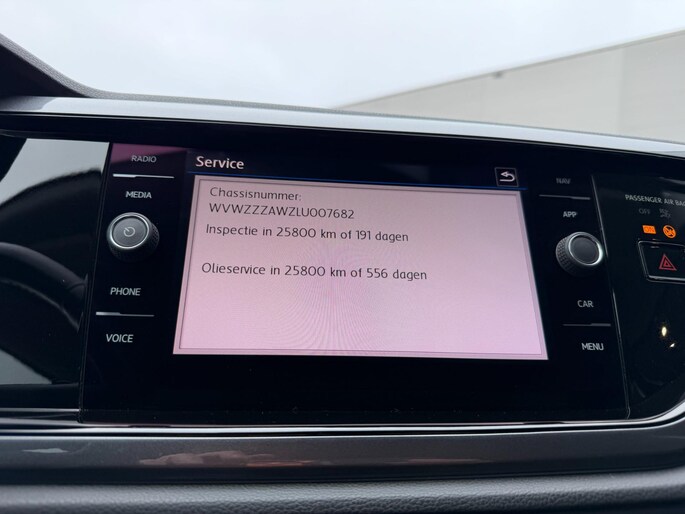 RADIO
MEDIA
PHONE
VOICE
Service
Chassisnummer:
WVWZZZAWZLU007682
Inspectie in 25800 km of 191 dagen
Olieservice in 25800 km of 556 dagen
NAV
APP
CAR
MENU
PASSENGER AIR BAG
OFF